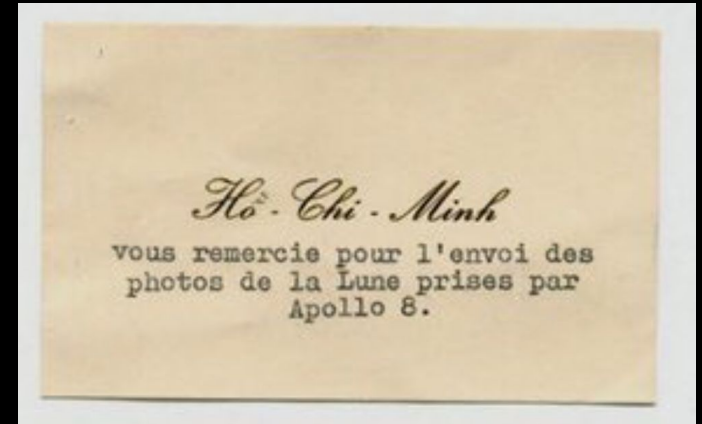 Hồ - Chi - Minh
vous remercie pour l'envoi des
photos de la Lune prises par
Apollo 8.